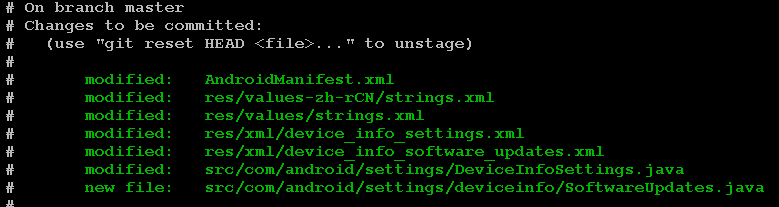 # On branch master
# Changes to be committed:
#   (use "git reset HEAD <file>..." to unstage)
#
#       modified:   AndroidManifest.xml
#       modified:   res/values-zh-rCN/strings.xml
#       modified:   res/values/strings.xml
#       modified:   res/xml/device_info_settings.xml
#       modified:   res/xml/device_info_software_updates.xml
#       modified:   src/com/android/settings/DeviceInfoSettings.java
#       new file:   src/com/android/settings/deviceinfo/SoftwareUpdates.java
#